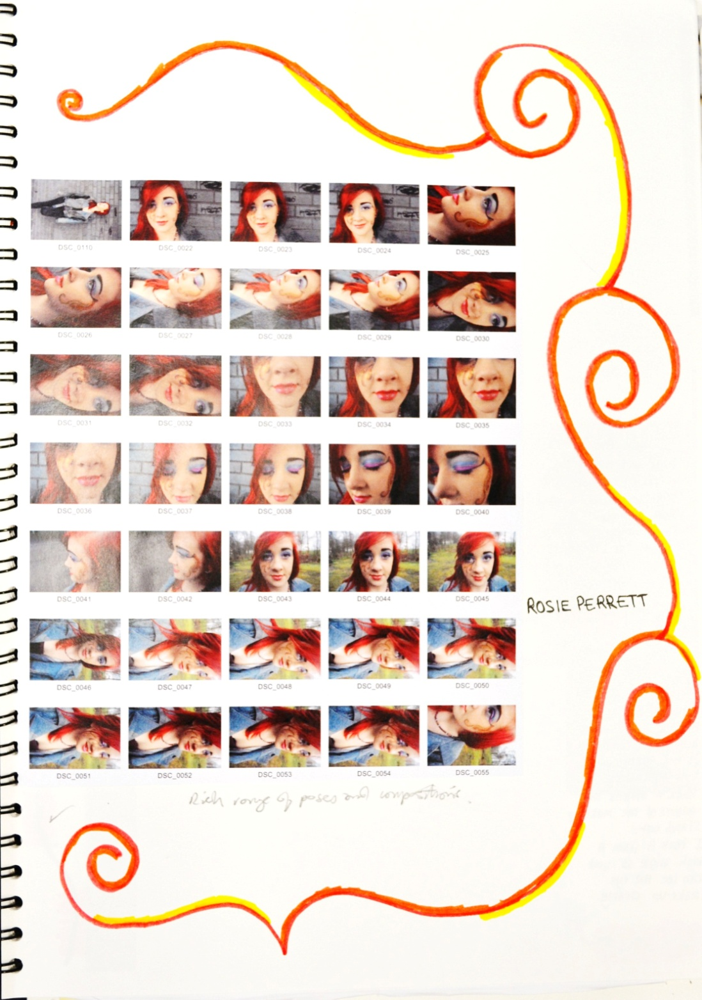 DSC_0110 DSC_0022 DSC_0023 DSC_0024 DSC_0025
DSC_0026 DSC_0027 DSC_0028 DSC_0029 DSC_0030
DSC_0031 DSC_0032 DSC_0033 DSC_0034 DSC_0035
DSC_0036 DSC_0037 DSC_0038 DSC_0039 DSC_0040
DSC_0041 DSC_0042 DSC_0043 DSC_0044 DSC_0045
ROSIE PERRETT
DSC_0046 DSC_0047 DSC_0048 DSC_0049 DSC_0050
DSC_0051 DSC_0052 DSC_0053 DSC_0054 DSC_0055
Rich range of poses and compositions.